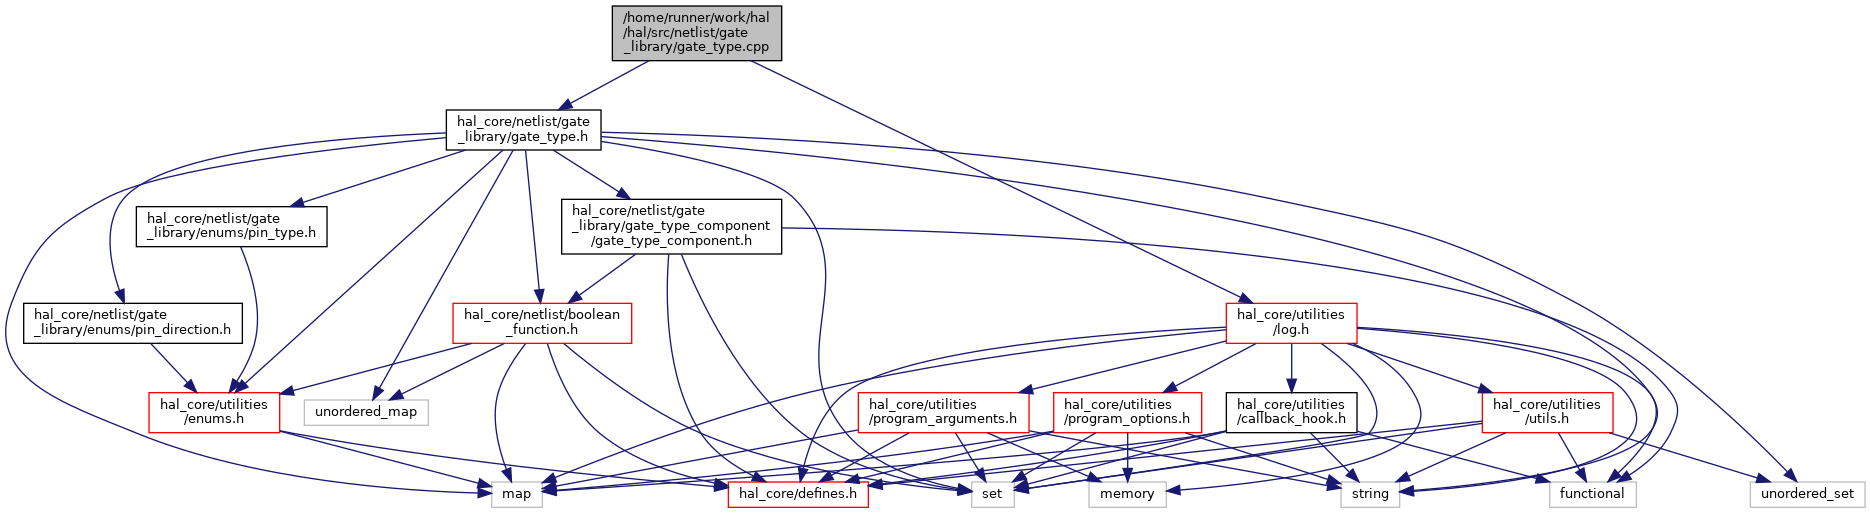 /home/runner/work/hal
/hal/src/netlist/gate
_library/gate_type.cpp
hal_core/netlist/gate
_library/gate_type.h
hal_core/netlist/gate
_library/enums/pin_type.h
hal_core/netlist/gate
_library/gate_type_component
/gate_type_component.h
hal_core/netlist/gate
_library/enums/pin_direction.h
hal_core/netlist/boolean
_function.h
hal_core/utilities
/log.h
hal_core/utilities
/enums.h
unordered_map
hal_core/utilities
/program_arguments.h
hal_core/utilities
/program_options.h
hal_core/utilities
/callback_hook.h
hal_core/utilities
/utils.h
map
hal_core/defines.h
set
memory
string
functional
unordered_set